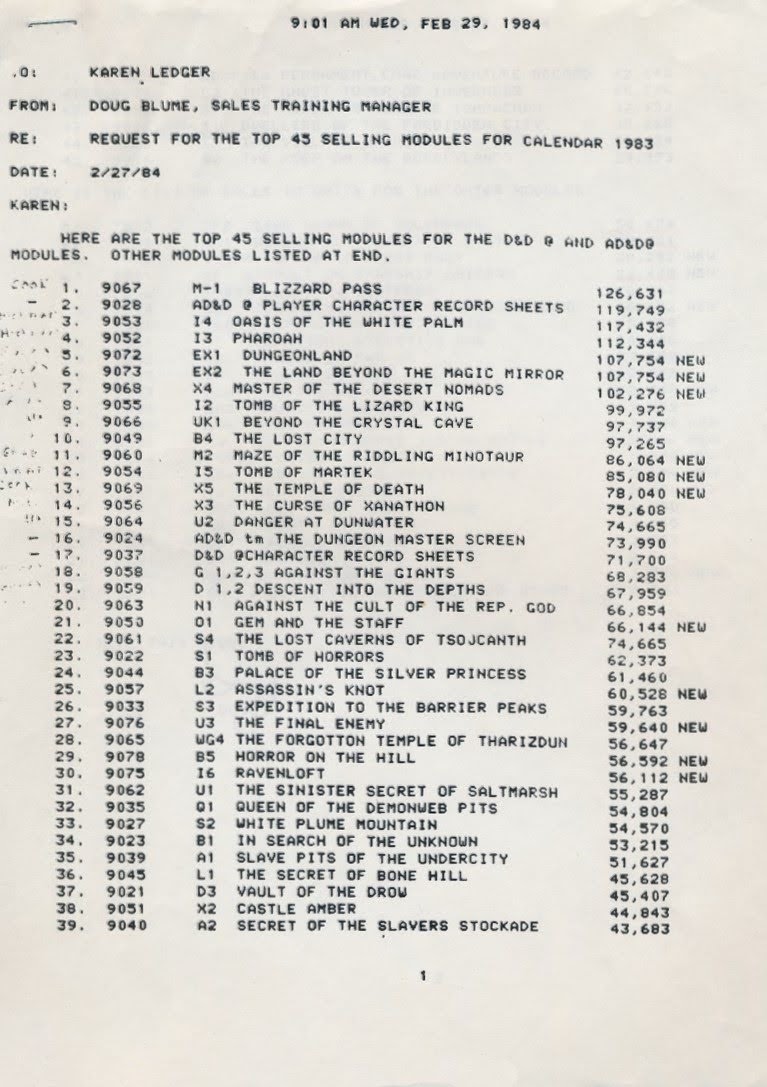 9:01 AM WED, FEB 29, 1984
.O: KAREN LEDGER
FROM: DOUG BLUME, SALES TRAINING MANAGER
RE: REQUEST FOR THE TOP 45 SELLING MODULES FOR CALENDAR 1983
DATE: 2/27/84
KAREN:
HERE ARE THE TOP 45 SELLING MODULES FOR THE D&D @ AND AD&D@
MODULES. OTHER MODULES LISTED AT END.
Cook 1. 9067 M-1 BLIZZARD PASS 126,631
- 2. 9028 AD&D @ PLAYER CHARACTER RECORD SHEETS 119,749
3. 9053 I4 OASIS OF THE WHITE PALM 117,432
4. 9052 I3 PHAROAH 112,344
5. 9072 EX1 DUNGEONLAND 107,754 NEW
6. 9073 EX2 THE LAND BEYOND THE MAGIC MIRROR 107,754 NEW
7. 9068 X4 MASTER OF THE DESERT NOMADS 102,276 NEW
8. 9055 I2 TOMB OF THE LIZARD KING 99,972
9. 9066 UK1 BEYOND THE CRYSTAL CAVE 97,737
10. 9049 B4 THE LOST CITY 97,265
11. 9060 M2 MAZE OF THE RIDDLING MINOTAUR 86,064 NEW
12. 9054 I5 TOMB OF MARTEK 85,080 NEW
13. 9069 X5 THE TEMPLE OF DEATH 78,040 NEW
14. 9056 X3 THE CURSE OF XANATHON 75,608
15. 9064 U2 DANGER AT DUNWATER 74,665
- 16. 9024 AD&D tm THE DUNGEON MASTER SCREEN 73,990
- 17. 9037 D&D @CHARACTER RECORD SHEETS 71,700
18. 9058 G 1,2,3 AGAINST THE GIANTS 68,283
19. 9059 D 1,2 DESCENT INTO THE DEPTHS 67,959
20. 9063 N1 AGAINST THE CULT OF THE REP. GOD 66,854
21. 9050 O1 GEM AND THE STAFF 66,144 NEW
22. 9061 S4 THE LOST CAVERNS OF TSOJCANTH 74,665
23. 9022 S1 TOMB OF HORRORS 62,373
24. 9044 B3 PALACE OF THE SILVER PRINCESS 61,460
25. 9057 L2 ASSASSIN'S KNOT 60,528 NEW
26. 9033 S3 EXPEDITION TO THE BARRIER PEAKS 59,763
27. 9076 U3 THE FINAL ENEMY 59,640 NEW
28. 9065 WG4 THE FORGOTTON TEMPLE OF THARIZDUN 56,647
29. 9078 B5 HORROR ON THE HILL 56,592 NEW
30. 9075 I6 RAVENLOFT 56,112 NEW
31. 9062 U1 THE SINISTER SECRET OF SALTMARSH 55,287
32. 9035 Q1 QUEEN OF THE DEMONWEB PITS 54,804
33. 9027 S2 WHITE PLUME MOUNTAIN 54,570
34. 9023 B1 IN SEARCH OF THE UNKNOWN 53,215
35. 9039 A1 SLAVE PITS OF THE UNDERCITY 51,627
36. 9045 L1 THE SECRET OF BONE HILL 45,628
37. 9021 D3 VAULT OF THE DROW 45,407
38. 9051 X2 CASTLE AMBER 44,843
39. 9040 A2 SECRET OF THE SLAVERS STOCKADE 43,683
1